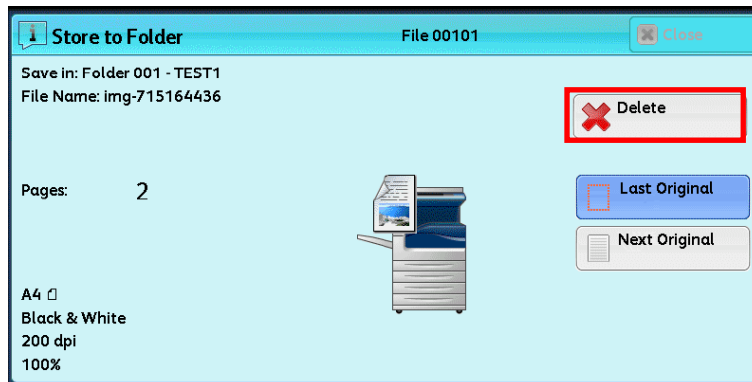 Store to Folder
File 00101
Close
Save in: Folder 001 - TEST1
File Name: img-715164436
Delete
Pages: 2
Last Original
Next Original
A4
Black & White
200 dpi
100%